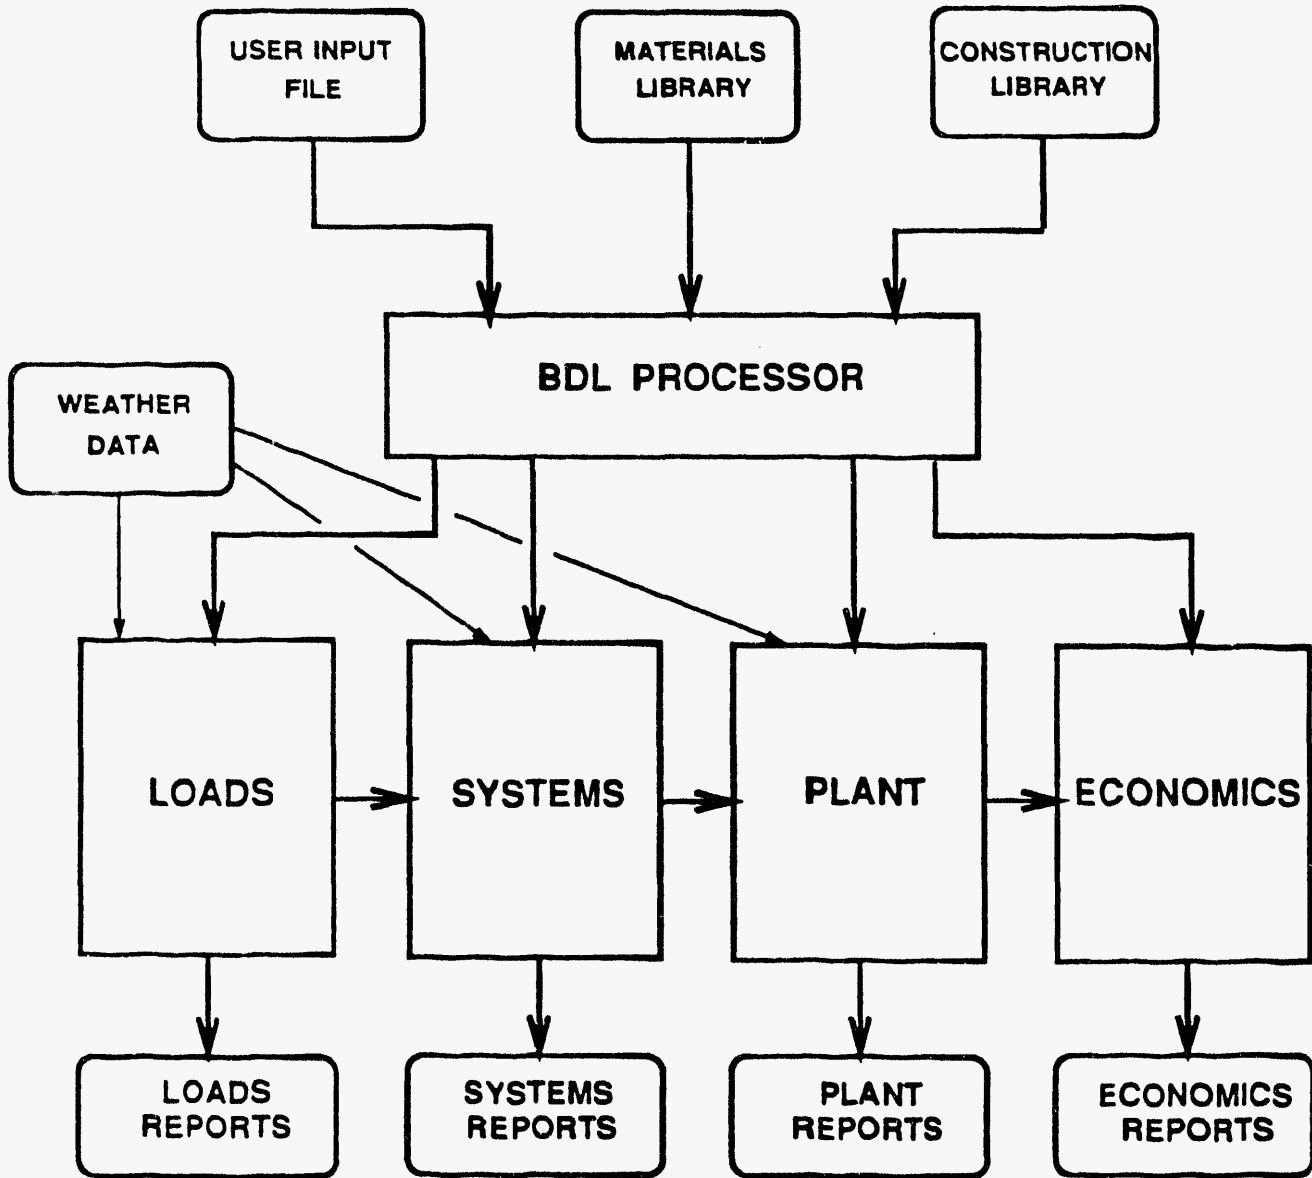 USER INPUT
FILE
MATERIALS
LIBRARY
CONSTRUCTION
LIBRARY
BDL PROCESSOR
WEATHER
DATA
LOADS
SYSTEMS
PLANT
ECONOMICS
LOADS
REPORTS
SYSTEMS
REPORTS
PLANT
REPORTS
ECONOMICS
REPORTS